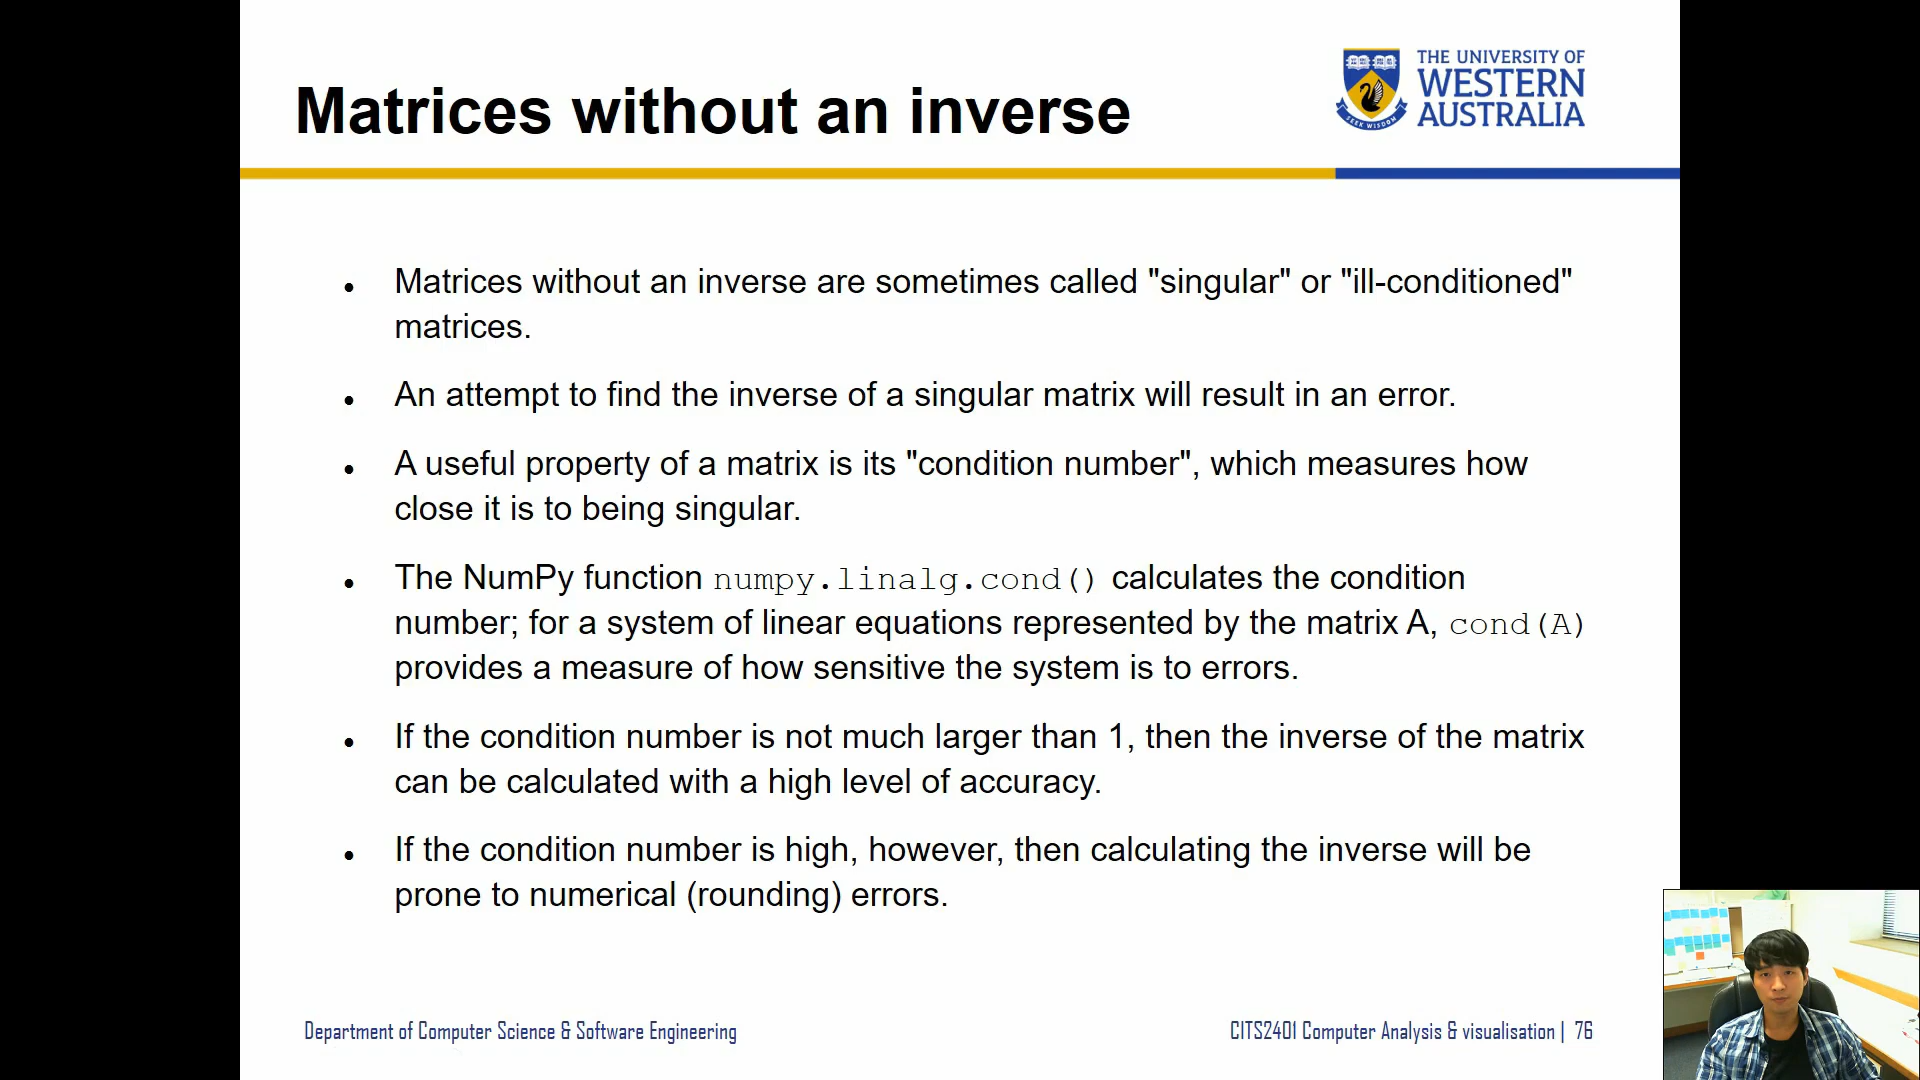 Matrices without an inverse
THE UNIVERSITY OF
WESTERN
AUSTRALIA
SEEK WISDOM
• Matrices without an inverse are sometimes called "singular" or "ill-conditioned"
matrices.
• An attempt to find the inverse of a singular matrix will result in an error.
• A useful property of a matrix is its "condition number", which measures how
close it is to being singular.
• The NumPy function numpy.linalg.cond() calculates the condition
number; for a system of linear equations represented by the matrix A, cond(A)
provides a measure of how sensitive the system is to errors.
• If the condition number is not much larger than 1, then the inverse of the matrix
can be calculated with a high level of accuracy.
• If the condition number is high, however, then calculating the inverse will be
prone to numerical (rounding) errors.
Department of Computer Science & Software Engineering
CITS2401 Computer Analysis & visualisation | 76